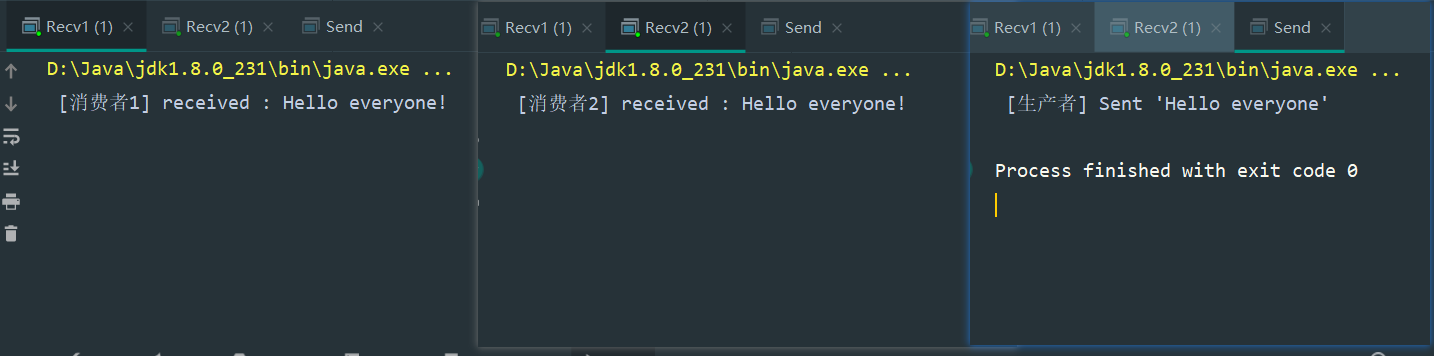 Recv1 (1) Recv2 (1) Send
D:\Java\jdk1.8.0_231\bin\java.exe ...
[消费者1] received : Hello everyone!
Recv1 (1) Recv2 (1) Send
D:\Java\jdk1.8.0_231\bin\java.exe ...
[消费者2] received : Hello everyone!
Recv1 (1) Recv2 (1) Send
D:\Java\jdk1.8.0_231\bin\java.exe ...
[生产者] Sent 'Hello everyone'
Process finished with exit code 0